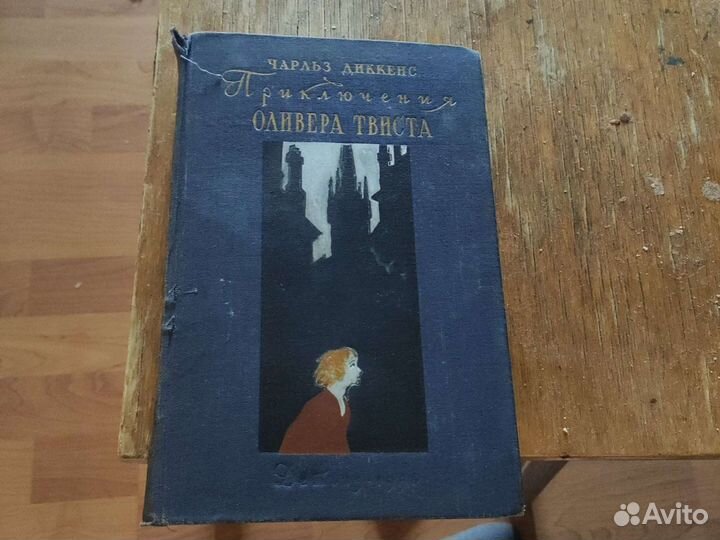 ЧАРЛЬЗ ДИККЕНС
Приключения
ОЛИВЕРА ТВИСТА
Avito